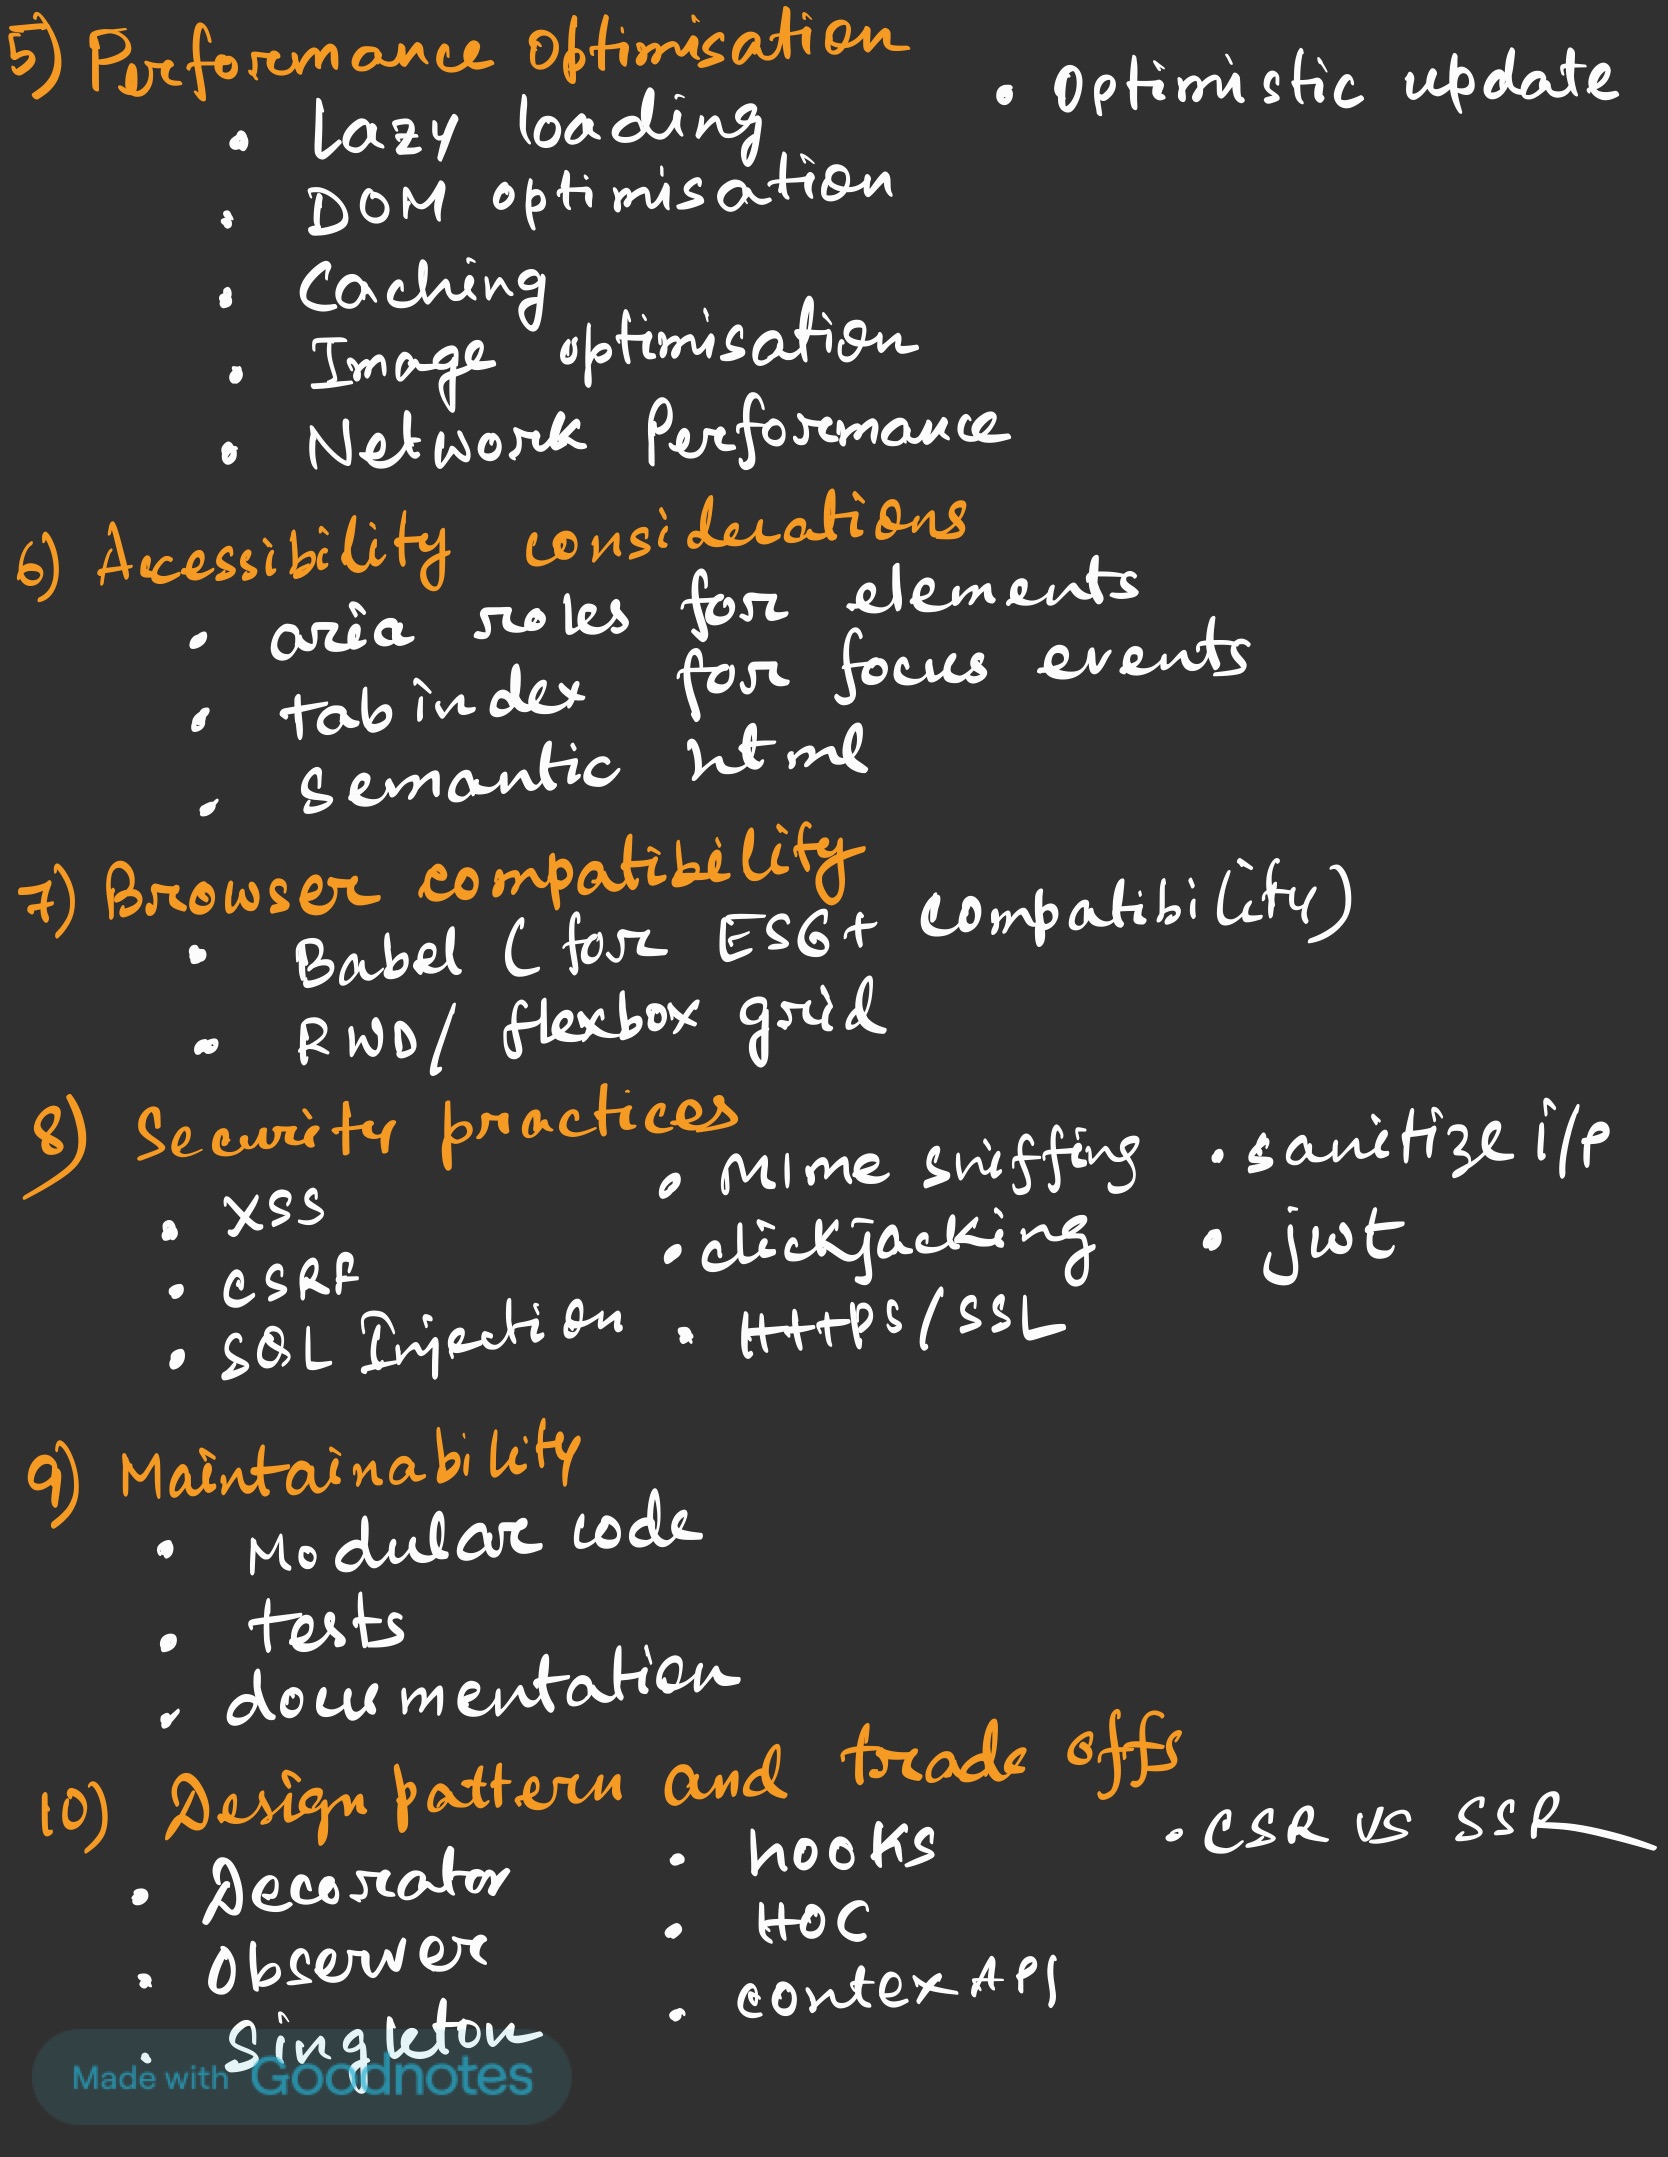 5) Performance Optimisation
• Optimistic update
• Lazy loading
• DOM optimisation
• Caching
• Image optimisation
• Network Performance
6) Accessibility considerations
• aria roles for elements
• tabindex for focus events
• semantic html
7) Browser compatibility
• Babel ( for ES6+ compatibility)
• RWD/ flexbox grid
8) Security practices
• XSS
• CSRF
• SQL Injection
• MIme sniffing
• clickjacking
• HTTPS/SSL
• sanitize i/p
• jwt
9) Maintainability
• Modular code
• tests
• documentation
10) Design pattern and trade offs
• Decorator
• Observer
• Singleton
• hooks
• HOC
• contex API
• CSR vs SSR
Made with Goodnotes